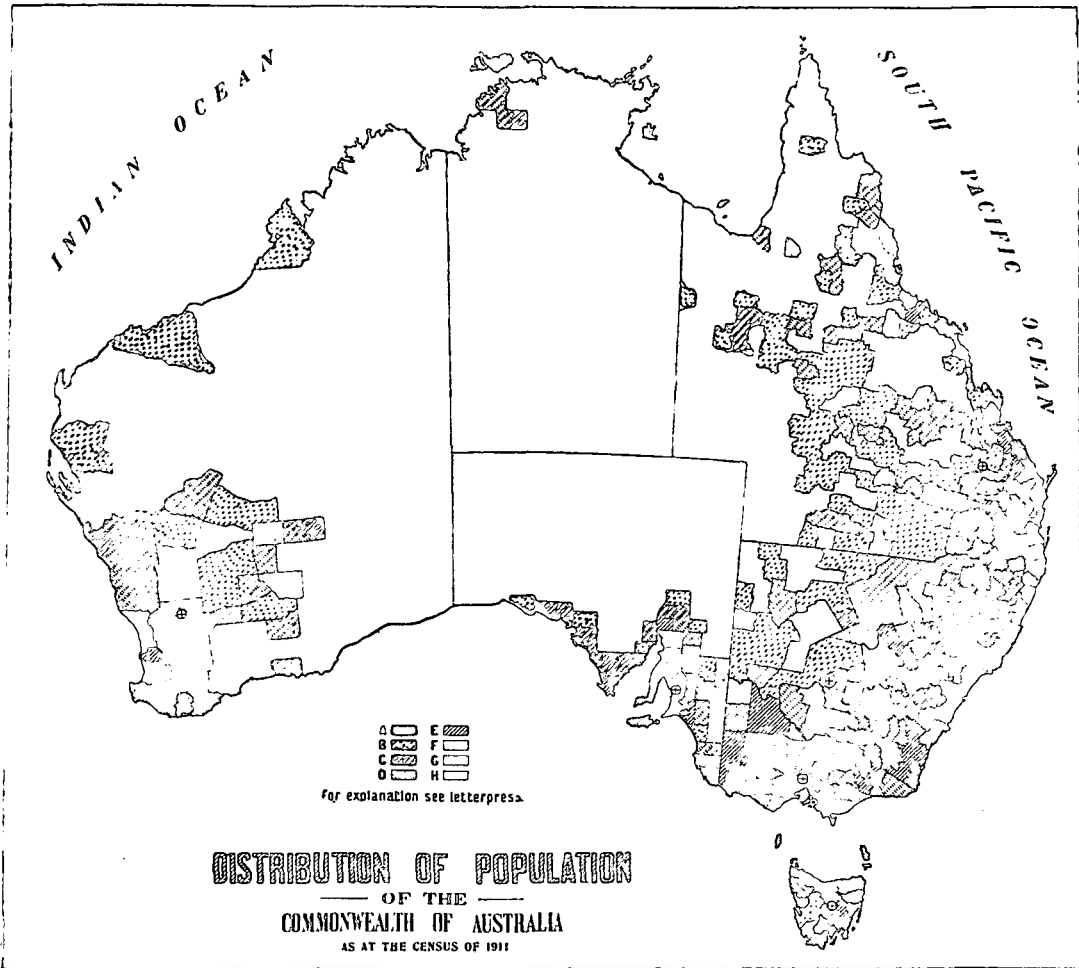 INDIAN OCEAN
SOUTH PACIFIC OCEAN
A E
B F
C G
D H
For explanation see letterpress.
DISTRIBUTION OF POPULATION
OF THE
COMMONWEALTH OF AUSTRALIA
AS AT THE CENSUS OF 1911